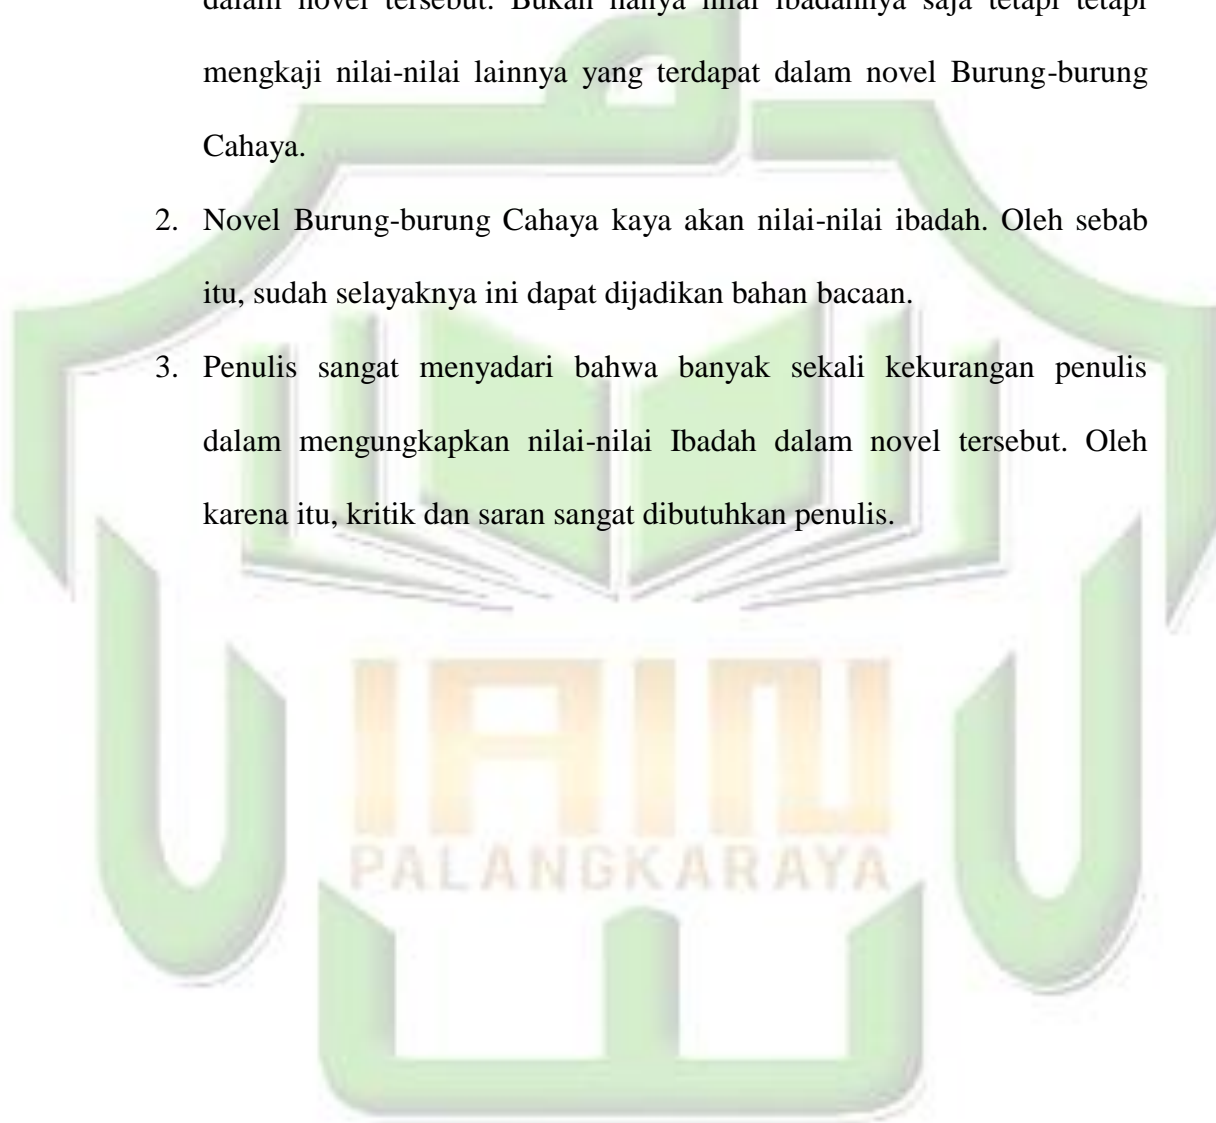 dalam novel tersebut. Bukan hanya nilai ibadahnya saja tetapi tetapi
mengkaji nilai-nilai lainnya yang terdapat dalam novel Burung-burung
Cahaya.
2. Novel Burung-burung Cahaya kaya akan nilai-nilai ibadah. Oleh sebab
itu, sudah selayaknya ini dapat dijadikan bahan bacaan.
3. Penulis sangat menyadari bahwa banyak sekali kekurangan penulis
dalam mengungkapkan nilai-nilai Ibadah dalam novel tersebut. Oleh
karena itu, kritik dan saran sangat dibutuhkan penulis.
IAIN
PALANGKARAYA